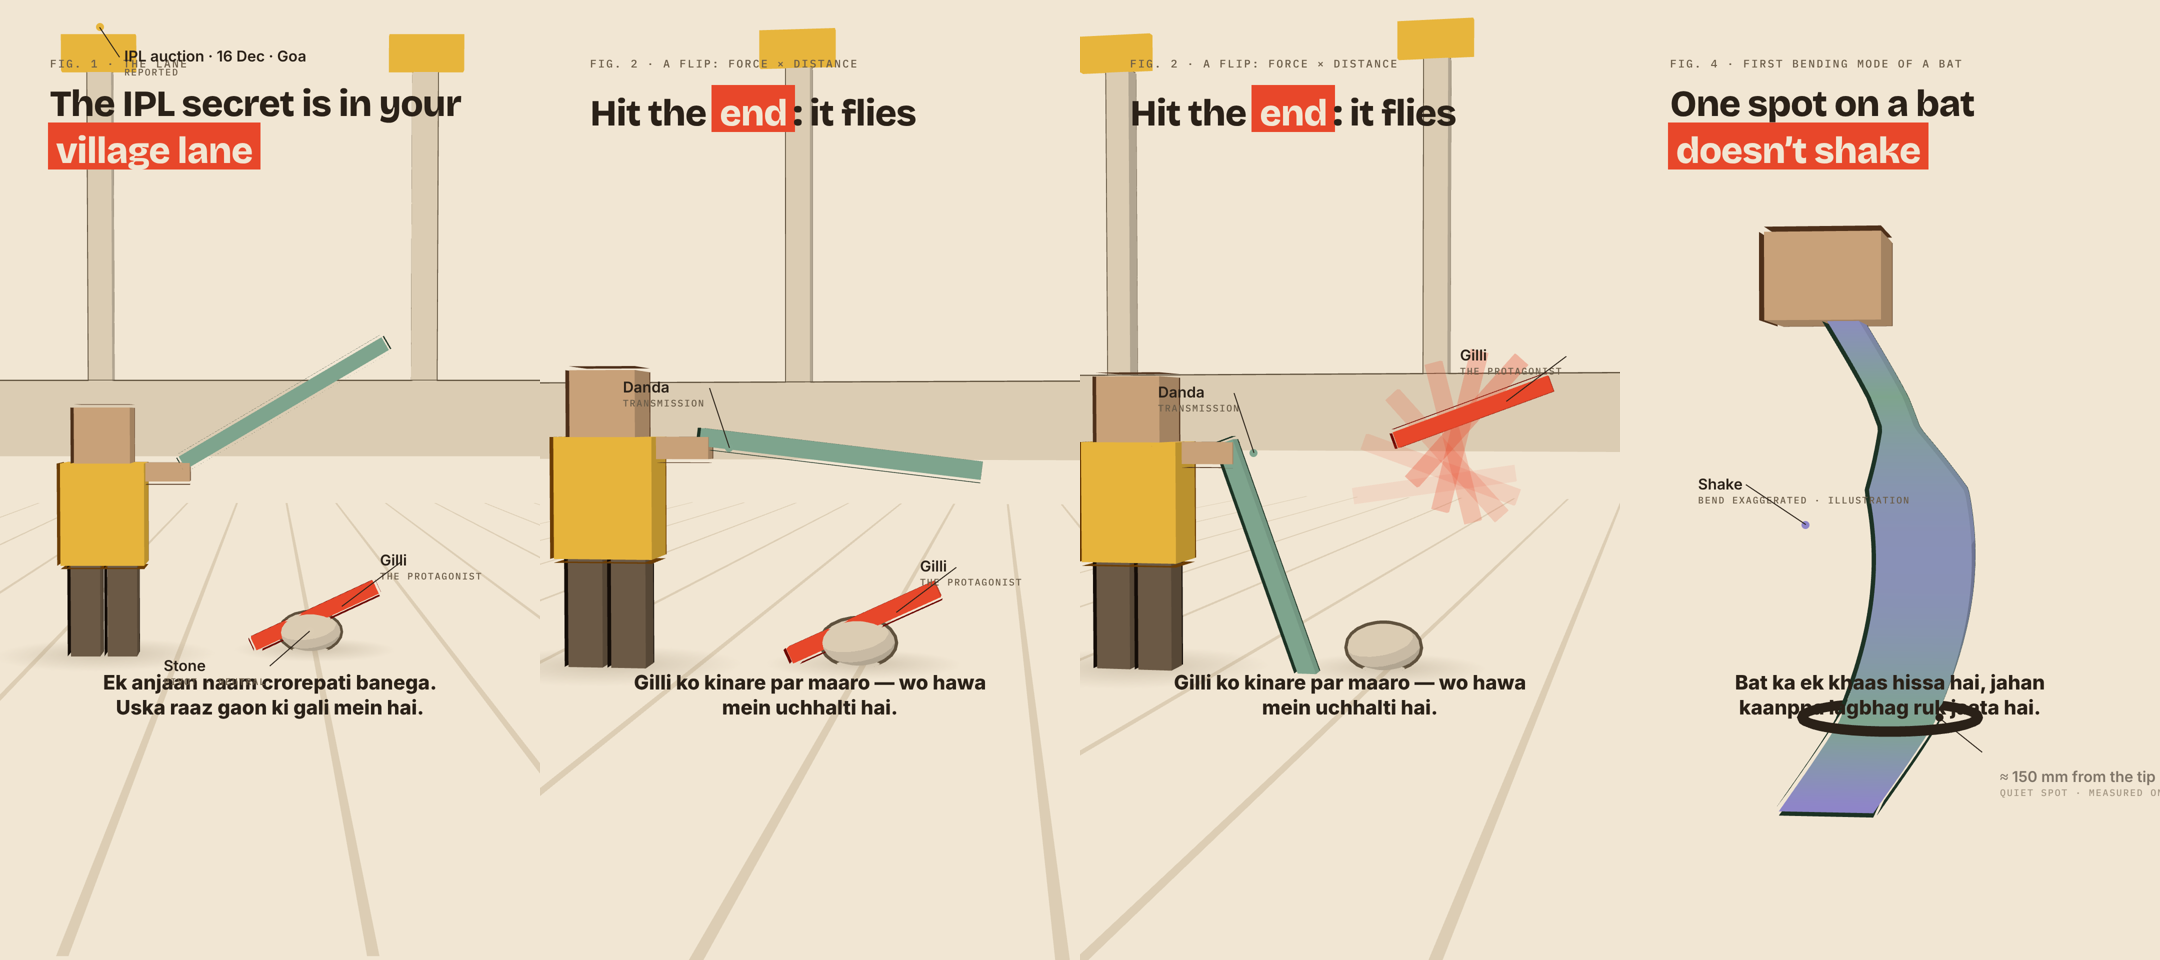 IPL auction · 16 Dec · Goa
FIG. 1 · THE LANE
REPORTED
The IPL secret is in your
village lane
Gilli
THE PROTAGONIST
Stone
Ek anjaan naam crorepati banega.
Uska raaz gaon ki gali mein hai.
FIG. 2 · A FLIP: FORCE × DISTANCE
Hit the end: it flies
Danda
TRANSMISSION
Gilli
THE PROTAGONIST
Gilli ko kinare par maaro — wo hawa
mein uchhalti hai.
FIG. 2 · A FLIP: FORCE × DISTANCE
Hit the end: it flies
Gilli
THE PROTAGONIST
Danda
TRANSMISSION
Gilli ko kinare par maaro — wo hawa
mein uchhalti hai.
FIG. 4 · FIRST BENDING MODE OF A BAT
One spot on a bat
doesn't shake
Shake
BEND EXAGGERATED · ILLUSTRATION
Bat ka ek khaas hissa hai, jahan
kaanpna lagbhag ruk jaata hai.
≈ 150 mm from the tip
QUIET SPOT · MEASURED ON